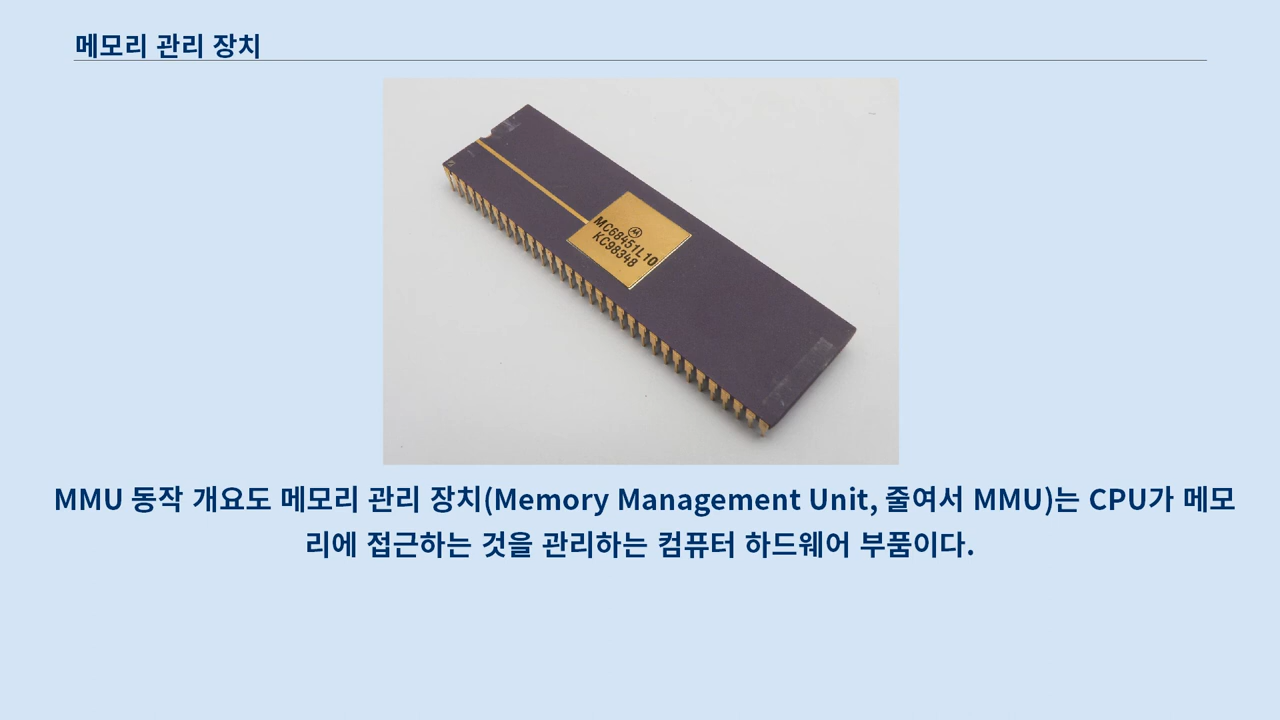 메모리 관리 장치
MC68451L10
KC98348
MMU 동작 개요도 메모리 관리 장치(Memory Management Unit, 줄여서 MMU)는 CPU가 메모
리에 접근하는 것을 관리하는 컴퓨터 하드웨어 부품이다.